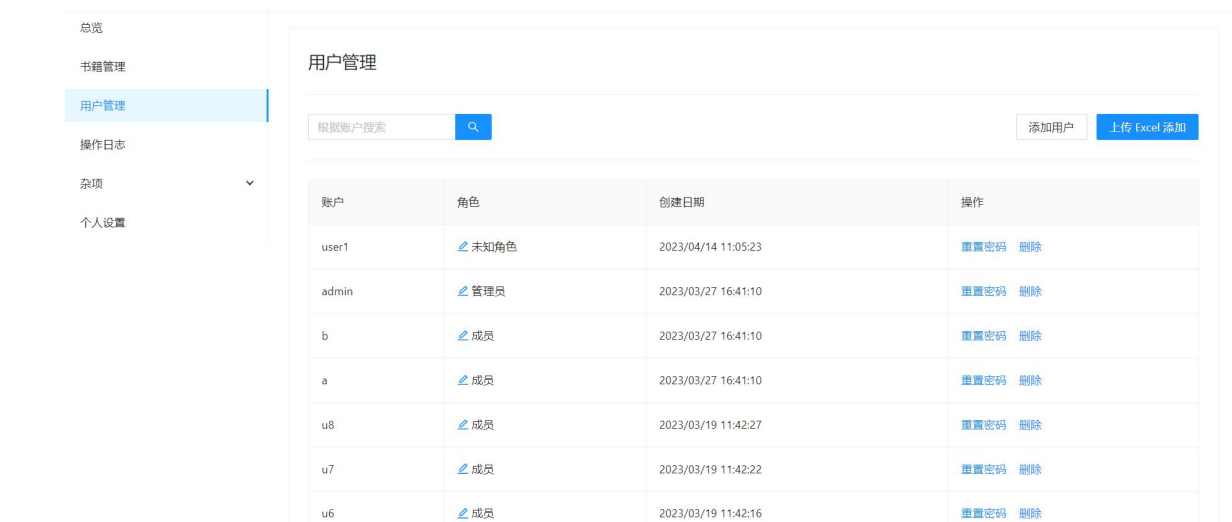 总览
书籍管理
用户管理
操作日志
杂项
个人设置
用户管理
根据账户搜索
添加用户 上传 Excel 添加
账户 角色 创建日期 操作
user1 未知角色 2023/04/14 11:05:23 重置密码 删除
admin 管理员 2023/03/27 16:41:10 重置密码 删除
b 成员 2023/03/27 16:41:10 重置密码 删除
a 成员 2023/03/27 16:41:10 重置密码 删除
u8 成员 2023/03/19 11:42:27 重置密码 删除
u7 成员 2023/03/19 11:42:22 重置密码 删除
u6 成员 2023/03/19 11:42:16 重置密码 删除